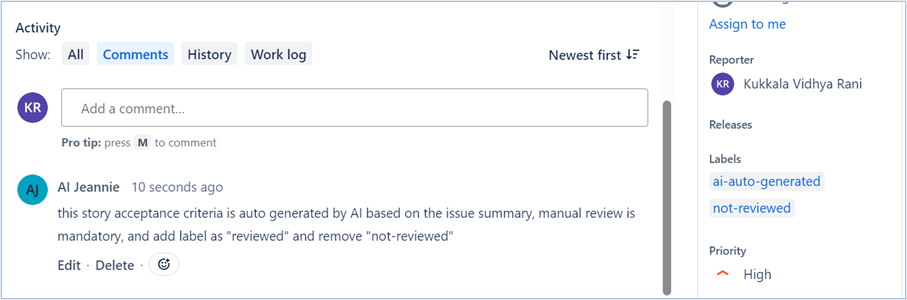 Activity
Show: All Comments History Work log Newest first
KR Add a comment...
Pro tip: press M to comment
AJ AI Jeannie 10 seconds ago
this story acceptance criteria is auto generated by AI based on the issue summary, manual review is
mandatory, and add label as "reviewed" and remove "not-reviewed"
Edit · Delete ·
Assign to me
Reporter
KR Kukkala Vidhya Rani
Releases
Labels
ai-auto-generated
not-reviewed
Priority
High